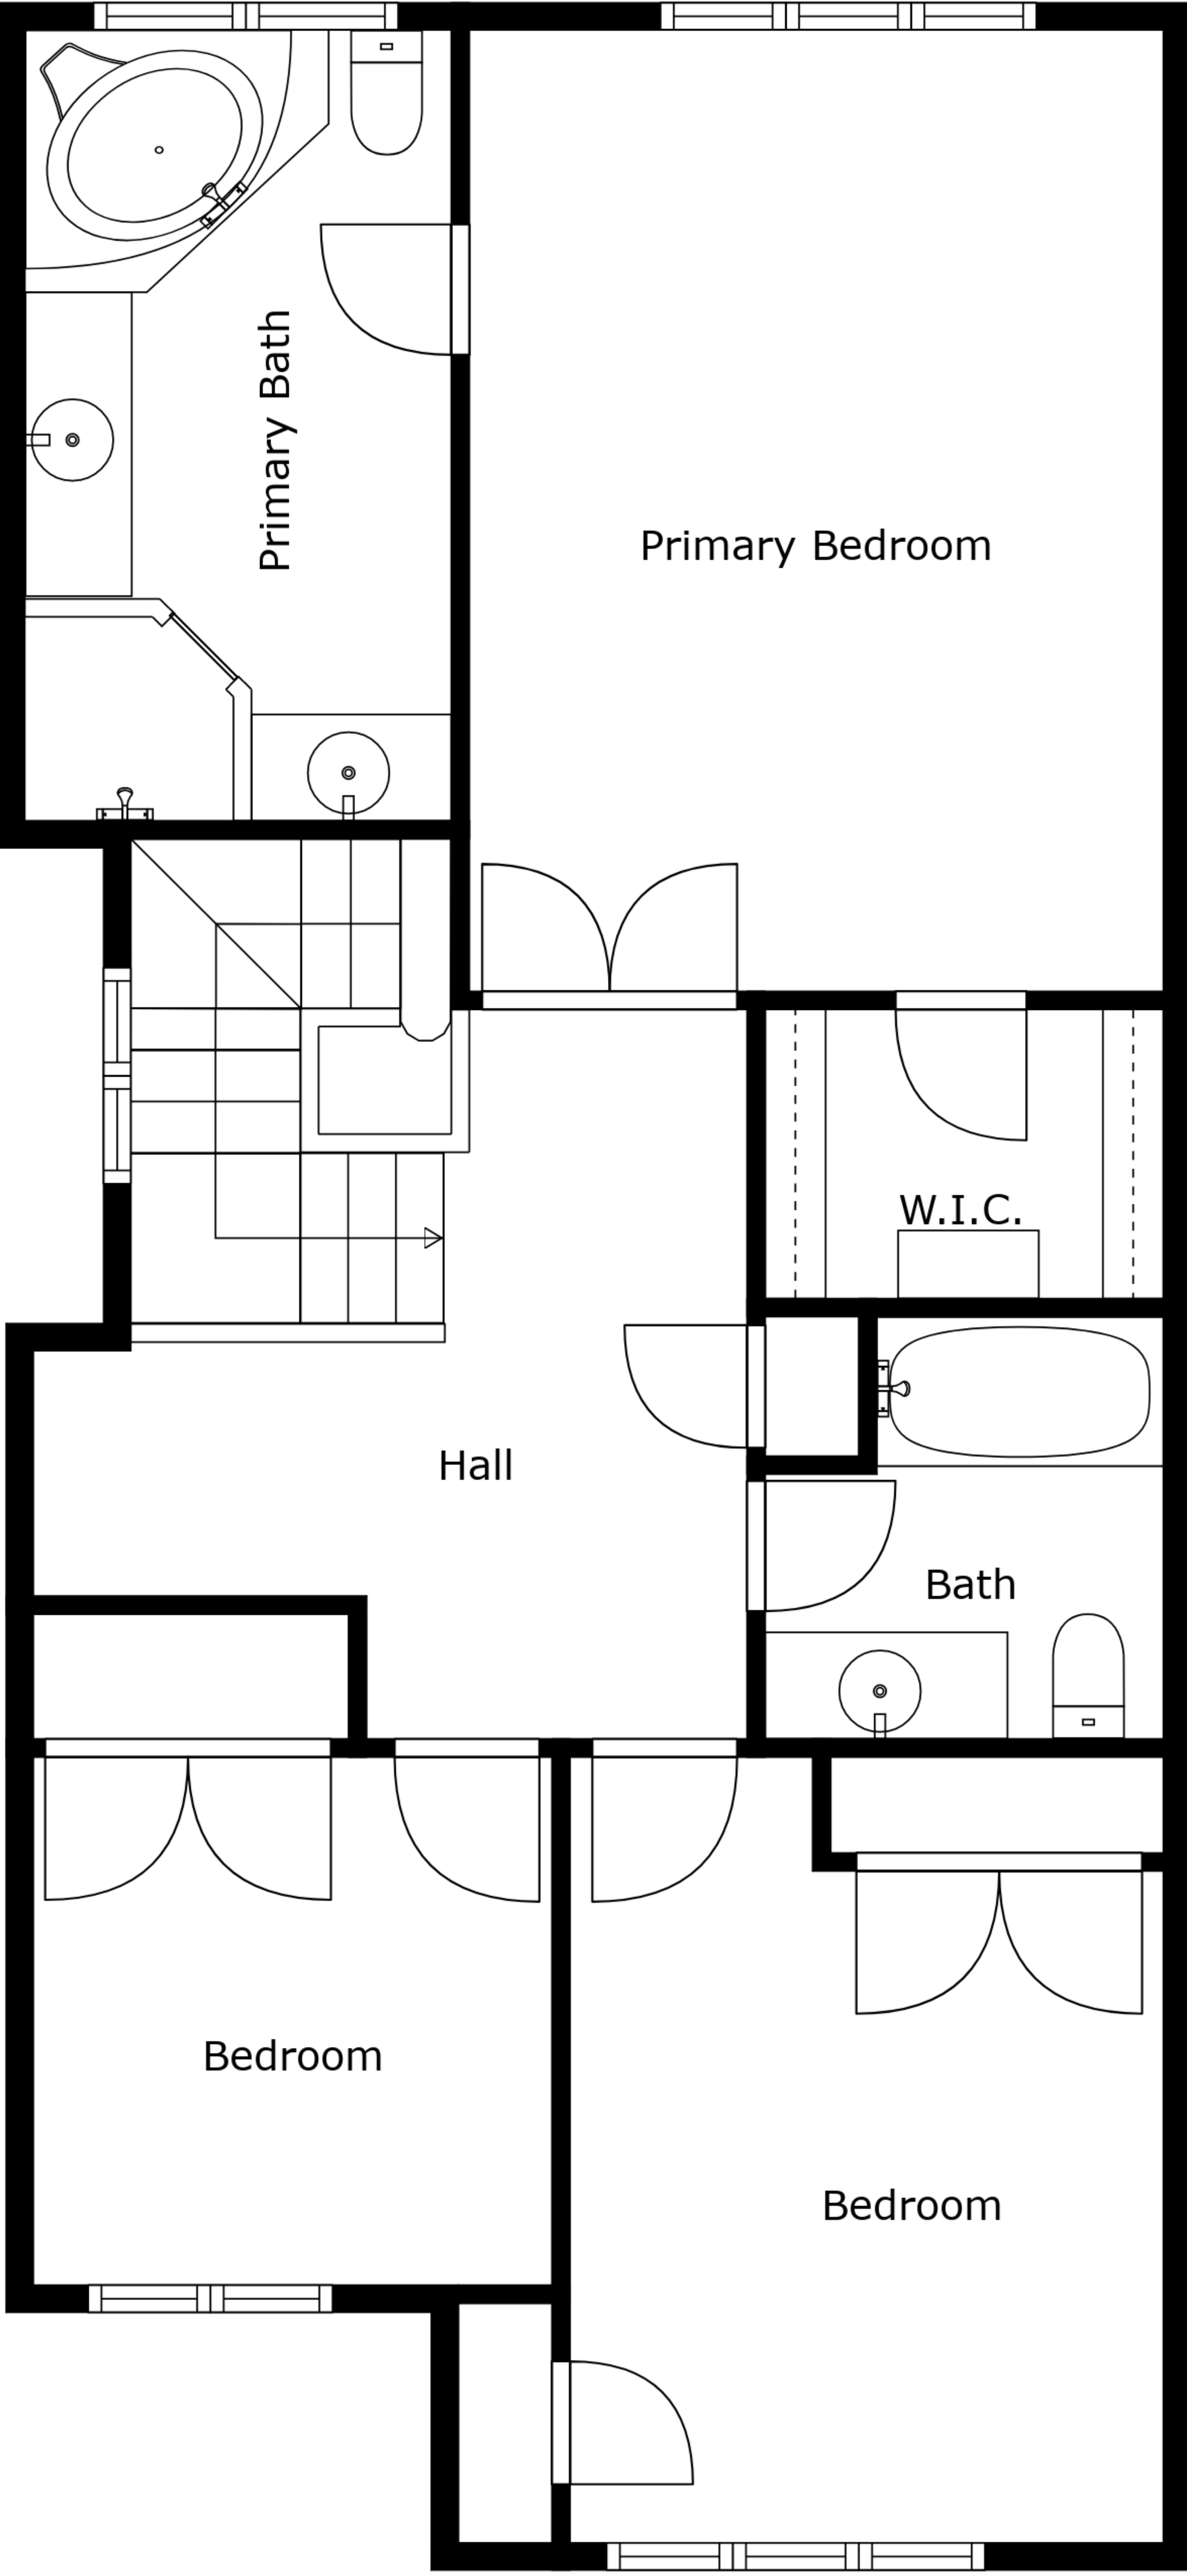 Primary Bath
Primary Bedroom
W.I.C.
Hall
Bath
Bedroom
Bedroom